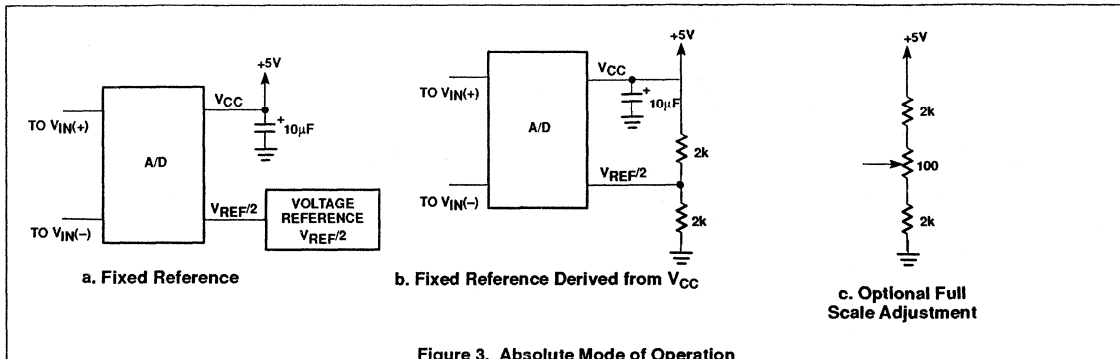 +5V
VCC
TO VIN(+)
+
10µF
A/D
VREF/2
VOLTAGE
REFERENCE
VREF/2
TO VIN(–)
a. Fixed Reference
+5V
VCC
TO VIN(+)
+
10µF
A/D
2k
VREF/2
TO VIN(–)
2k
b. Fixed Reference Derived from VCC
+5V
2k
100
2k
c. Optional Full
Scale Adjustment
Figure 3. Absolute Mode of Operation